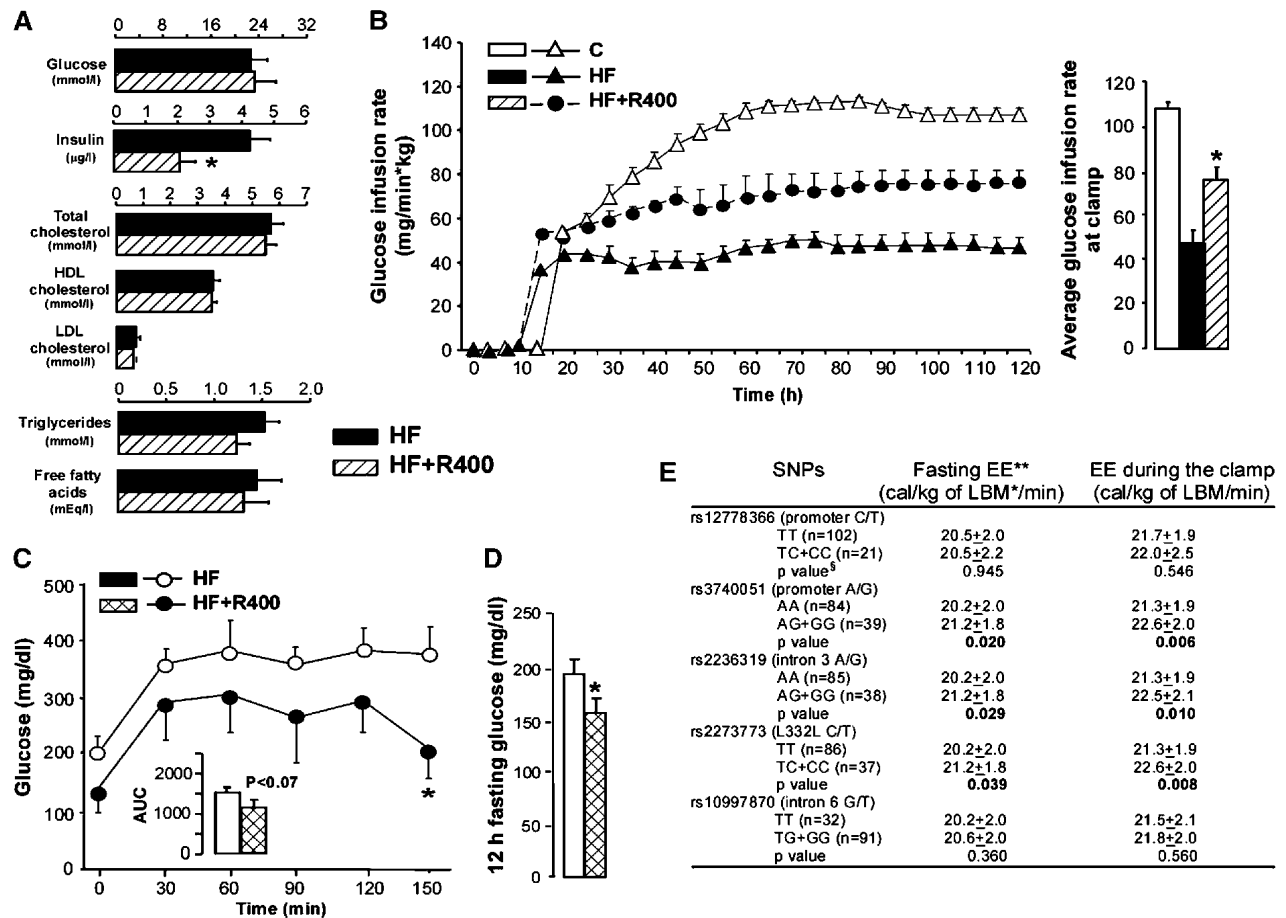 A
0 8 16 24 32
Glucose
(mmol/l)
0 1 2 3 4 5 6
Insulin
(µg/l)
*
0 1 2 3 4 5 6 7
Total
cholesterol
(mmol/l)
HDL
cholesterol
(mmol/l)
LDL
cholesterol
(mmol/l)
0 0.5 1.0 1.5 2.0
Triglycerides
(mmol/l)
Free fatty
acids
(mEq/l)
HF
HF+R400
B
Glucose infusion rate
(mg/min*kg)
140
120
100
80
60
40
20
0
C
HF
HF+R400
0 10 20 30 40 50 60 70 80 90 100 110 120
Time (h)
Average glucose infusion rate
at clamp
120
100
80
60
40
20
0
*
C
Glucose (mg/dl)
500
400
300
200
100
0
HF
HF+R400
*
AUC
2000
1000
0
P<0.07
0 30 60 90 120 150
Time (min)
D
12 h fasting glucose (mg/dl)
250
200
150
100
50
0
*
E
SNPs Fasting EE** EE during the clamp
(cal/kg of LBM*/min) (cal/kg of LBM/min)
rs12778366 (promoter C/T)
TT (n=102) 20.5±2.0 21.7±1.9
TC+CC (n=21) 20.5±2.2 22.0±2.5
p value§ 0.945 0.546
rs3740051 (promoter A/G)
AA (n=84) 20.2±2.0 21.3±1.9
AG+GG (n=39) 21.2±1.8 22.6±2.0
p value 0.020 0.006
rs2236319 (intron 3 A/G)
AA (n=85) 20.2±2.0 21.3±1.9
AG+GG (n=38) 21.2±1.8 22.5±2.1
p value 0.029 0.010
rs2273773 (L332L C/T)
TT (n=86) 20.2±2.0 21.3±1.9
TC+CC (n=37) 21.2±1.8 22.6±2.0
p value 0.039 0.008
rs10997870 (intron 6 G/T)
TT (n=32) 20.2±2.0 21.5±2.1
TG+GG (n=91) 20.6±2.0 21.8±2.0
p value 0.360 0.560